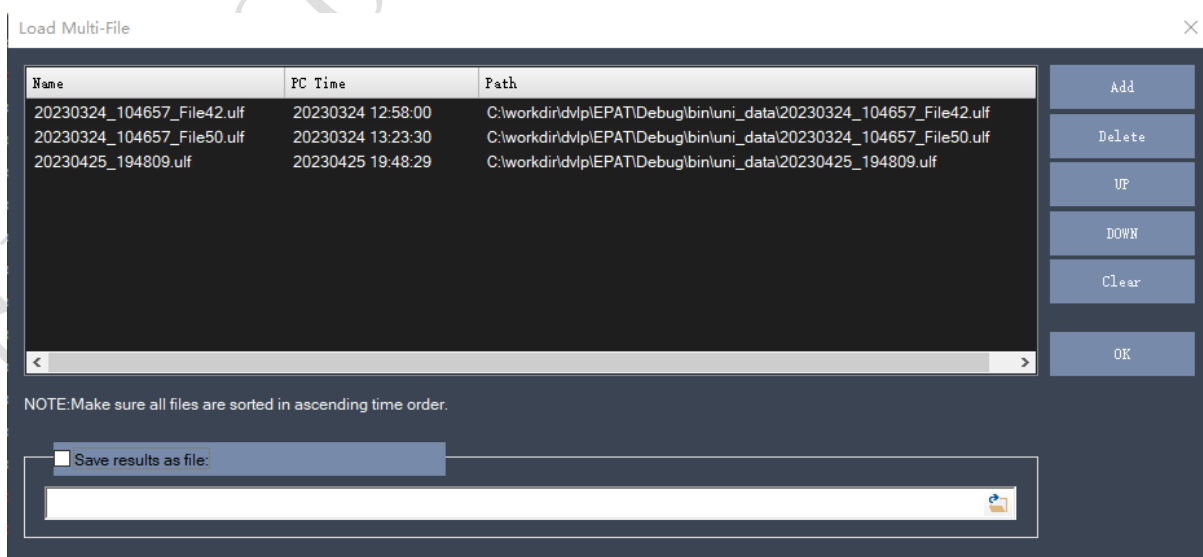 Load Multi-File
Name PC Time Path
20230324_104657_File42.ulf 20230324 12:58:00 C:\workdir\dvlp\EPAT\Debug\bin\uni_data\20230324_104657_File42.ulf
20230324_104657_File50.ulf 20230324 13:23:30 C:\workdir\dvlp\EPAT\Debug\bin\uni_data\20230324_104657_File50.ulf
20230425_194809.ulf 20230425 19:48:29 C:\workdir\dvlp\EPAT\Debug\bin\uni_data\20230425_194809.ulf
Add
Delete
UP
DOWN
Clear
OK
NOTE:Make sure all files are sorted in ascending time order.
Save results as file: